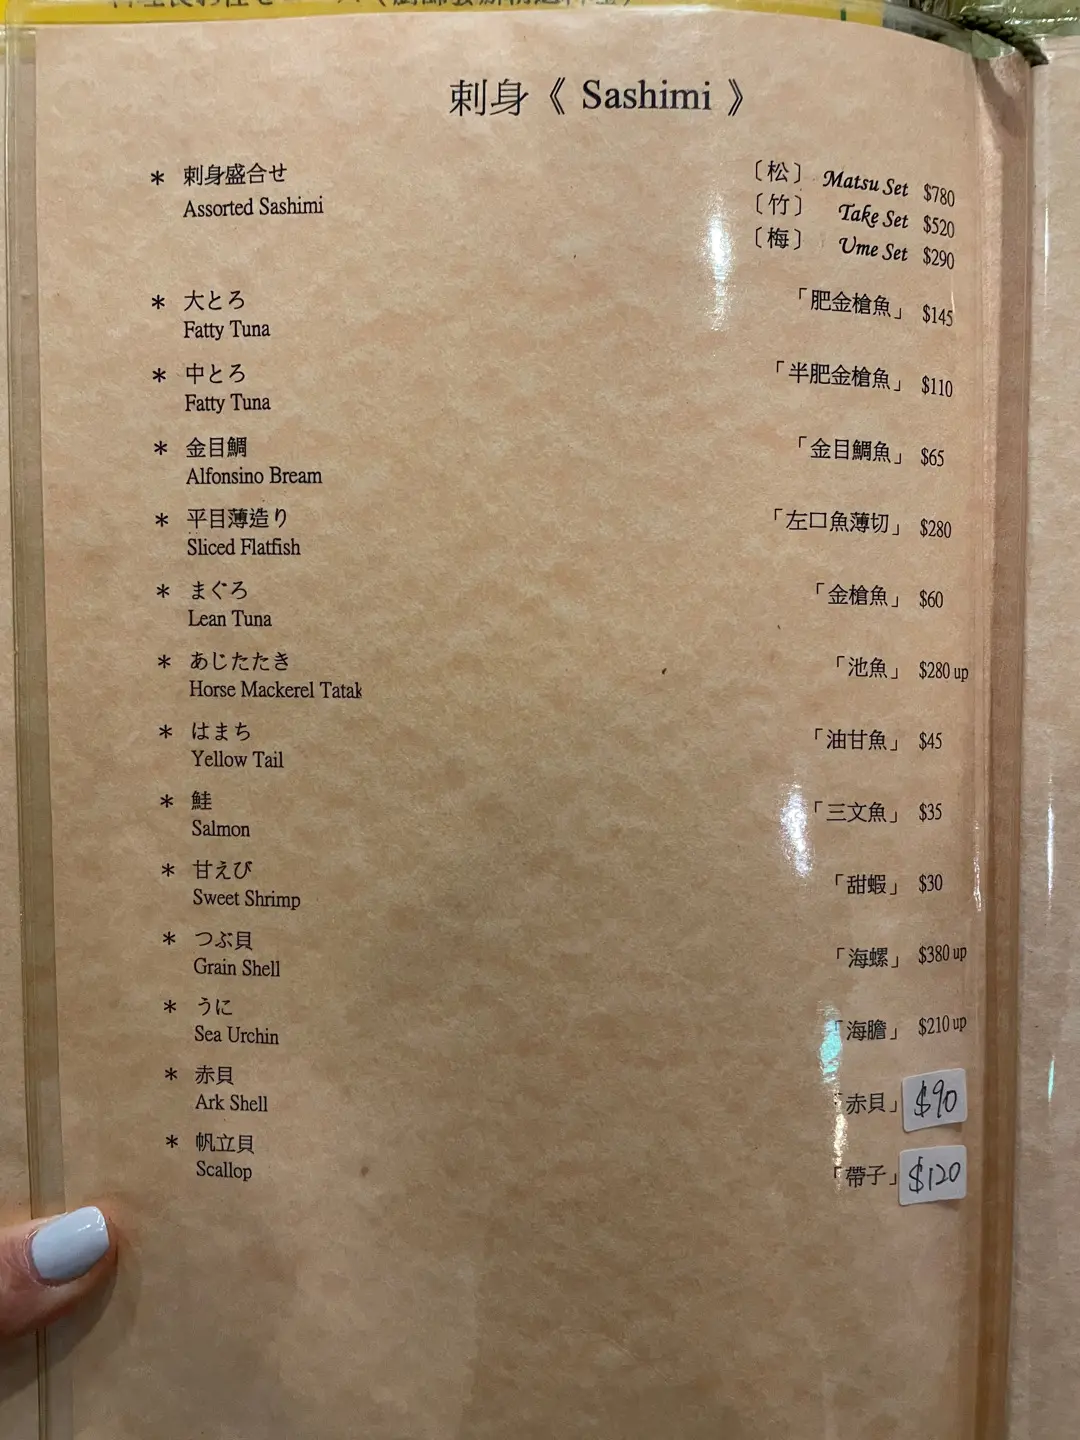 刺身《 Sashimi 》
* 刺身盛合せ 〔松〕 Matsu Set $780
Assorted Sashimi 〔竹〕 Take Set $520
〔梅〕 Ume Set $290
* 大とろ 「肥金槍魚」 $145
Fatty Tuna
* 中とろ 「半肥金槍魚」 $110
Fatty Tuna
* 金目鯛 「金目鯛魚」 $65
Alfonsino Bream
* 平目薄造り 「左口魚薄切」 $280
Sliced Flatfish
* まぐろ 「金槍魚」 $60
Lean Tuna
* あじたたき 「池魚」 $280 up
Horse Mackerel Tatak
* はまち 「油甘魚」 $45
Yellow Tail
* 鮭 「三文魚」 $35
Salmon
* 甘えび 「甜蝦」 $30
Sweet Shrimp
* つぶ貝 「海螺」 $380 up
Grain Shell
* うに 「海膽」 $210 up
Sea Urchin
* 赤貝 「赤貝」 $90
Ark Shell
* 帆立貝 「帶子」 $120
Scallop